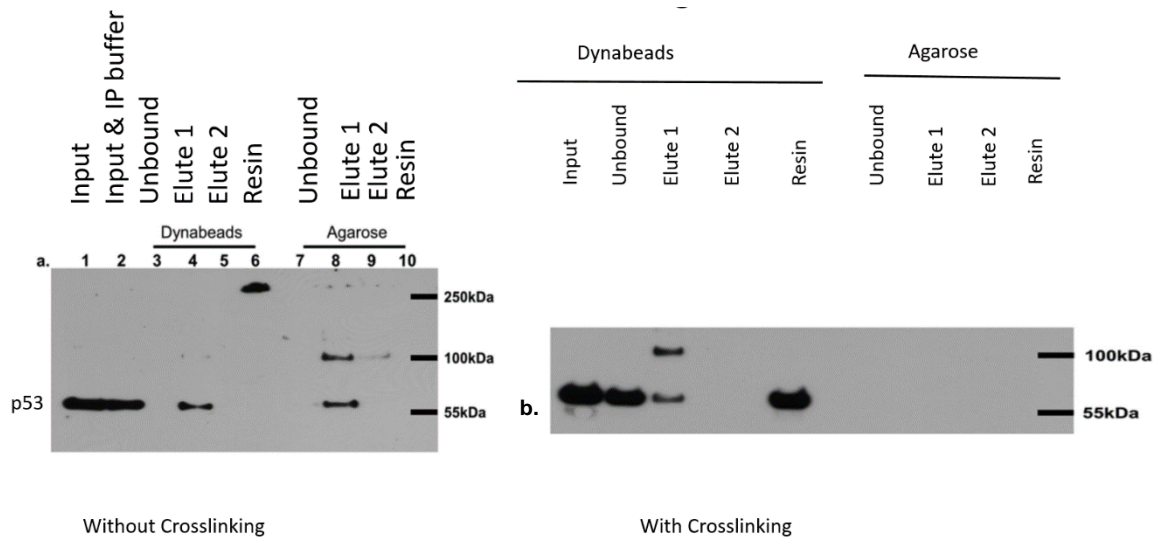 Input
Input & IP buffer
Unbound
Elute 1
Elute 2
Resin
Unbound
Elute 1
Elute 2
Resin
Dynabeads
Agarose
a.
1 2 3 4 5 6 7 8 9 10
250kDa
100kDa
p53
55kDa
Without Crosslinking
Dynabeads
Agarose
Input
Unbound
Elute 1
Elute 2
Resin
Unbound
Elute 1
Elute 2
Resin
100kDa
b.
55kDa
With Crosslinking